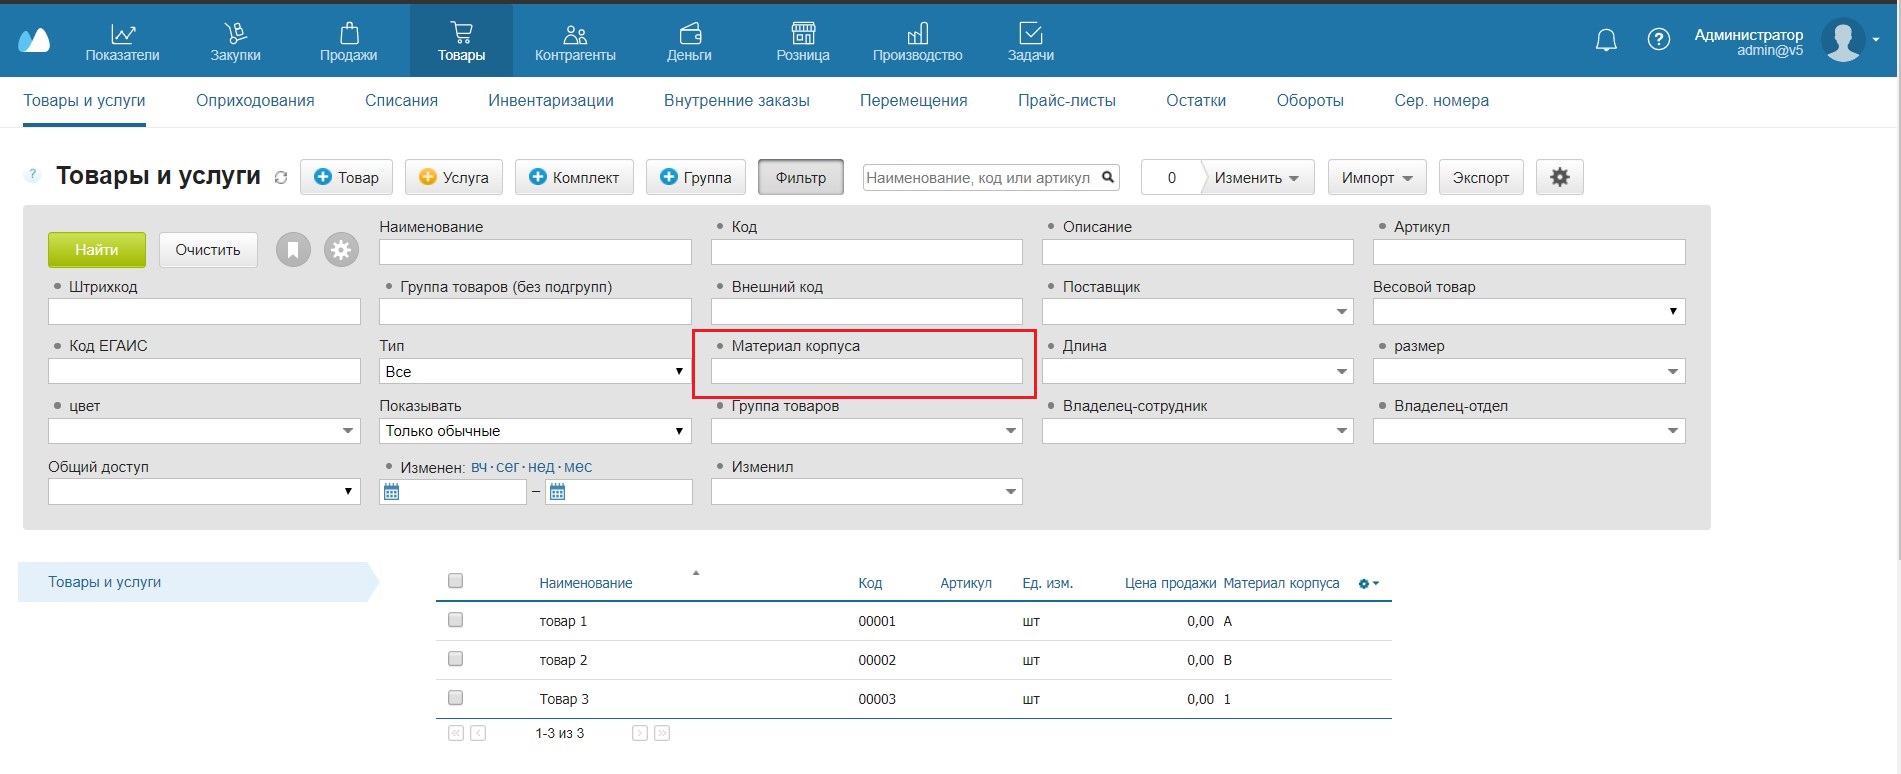 Показатели Закупки Продажи Товары Контрагенты Деньги Розница Производство Задачи
Администратор
admin@v5
Товары и услуги Оприходования Списания Инвентаризации Внутренние заказы Перемещения Прайс-листы Остатки Обороты Сер. номера
? Товары и услуги Товар Услуга Комплект Группа Фильтр Наименование, код или артикул 0 Изменить Импорт Экспорт
Найти Очистить
Наименование Код Описание Артикул
Штрихкод Группа товаров (без подгрупп) Внешний код Поставщик Весовой товар
Код ЕГАИС Тип Материал корпуса Длина размер
Все
цвет Показывать Группа товаров Владелец-сотрудник Владелец-отдел
Только обычные
Общий доступ Изменен: вч·сег·нед·мес Изменил
–
Товары и услуги
Наименование Код Артикул Ед. изм. Цена продажи Материал корпуса
товар 1 00001 шт 0,00 А
товар 2 00002 шт 0,00 В
Товар 3 00003 шт 0,00 1
1-3 из 3